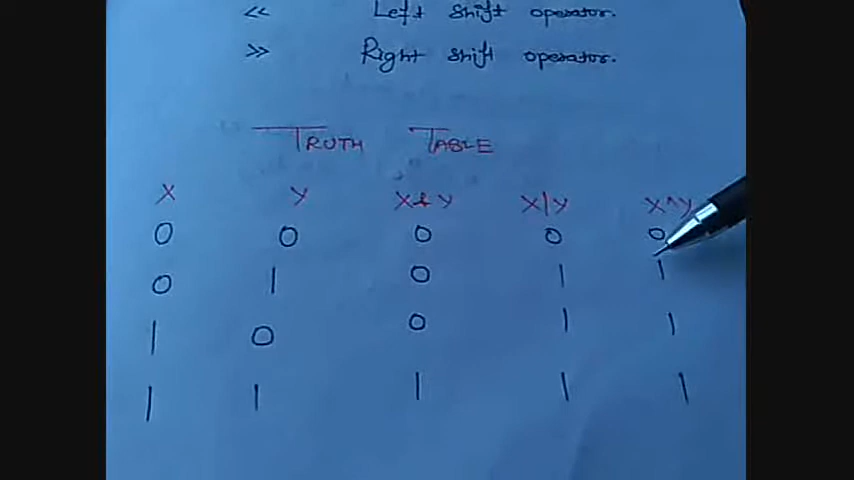 << Left shift operator.
>> Right shift operator.
TRUTH TABLE
X Y X&Y X|Y X^Y
0 0 0 0 0
0 1 0 1 1
1 0 0 1 1
1 1 1 1 1